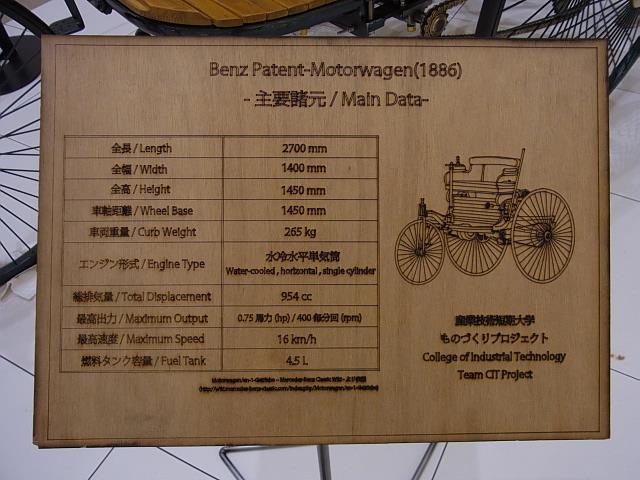 Benz Patent-Motorwagen(1886)
- 主要諸元 / Main Data-
全長 / Length 2700 mm
全幅 / Width 1400 mm
全高 / Height 1450 mm
車軸距離 / Wheel Base 1450 mm
車両重量 / Curb Weight 265 kg
エンジン形式 / Engine Type 水冷水平単気筒
Water-cooled , horizontal , single cylinder
総排気量 / Total Displacement 954 cc
最高出力 / Maximum Output 0.75 馬力 (hp) / 400 毎分回 (rpm)
最高速度 / Maximum Speed 16 km/h
燃料タンク容量 / Fuel Tank 4.5 L
産業技術短期大学
ものづくりプロジェクト
College of Industrial Technology
Team CIT Project